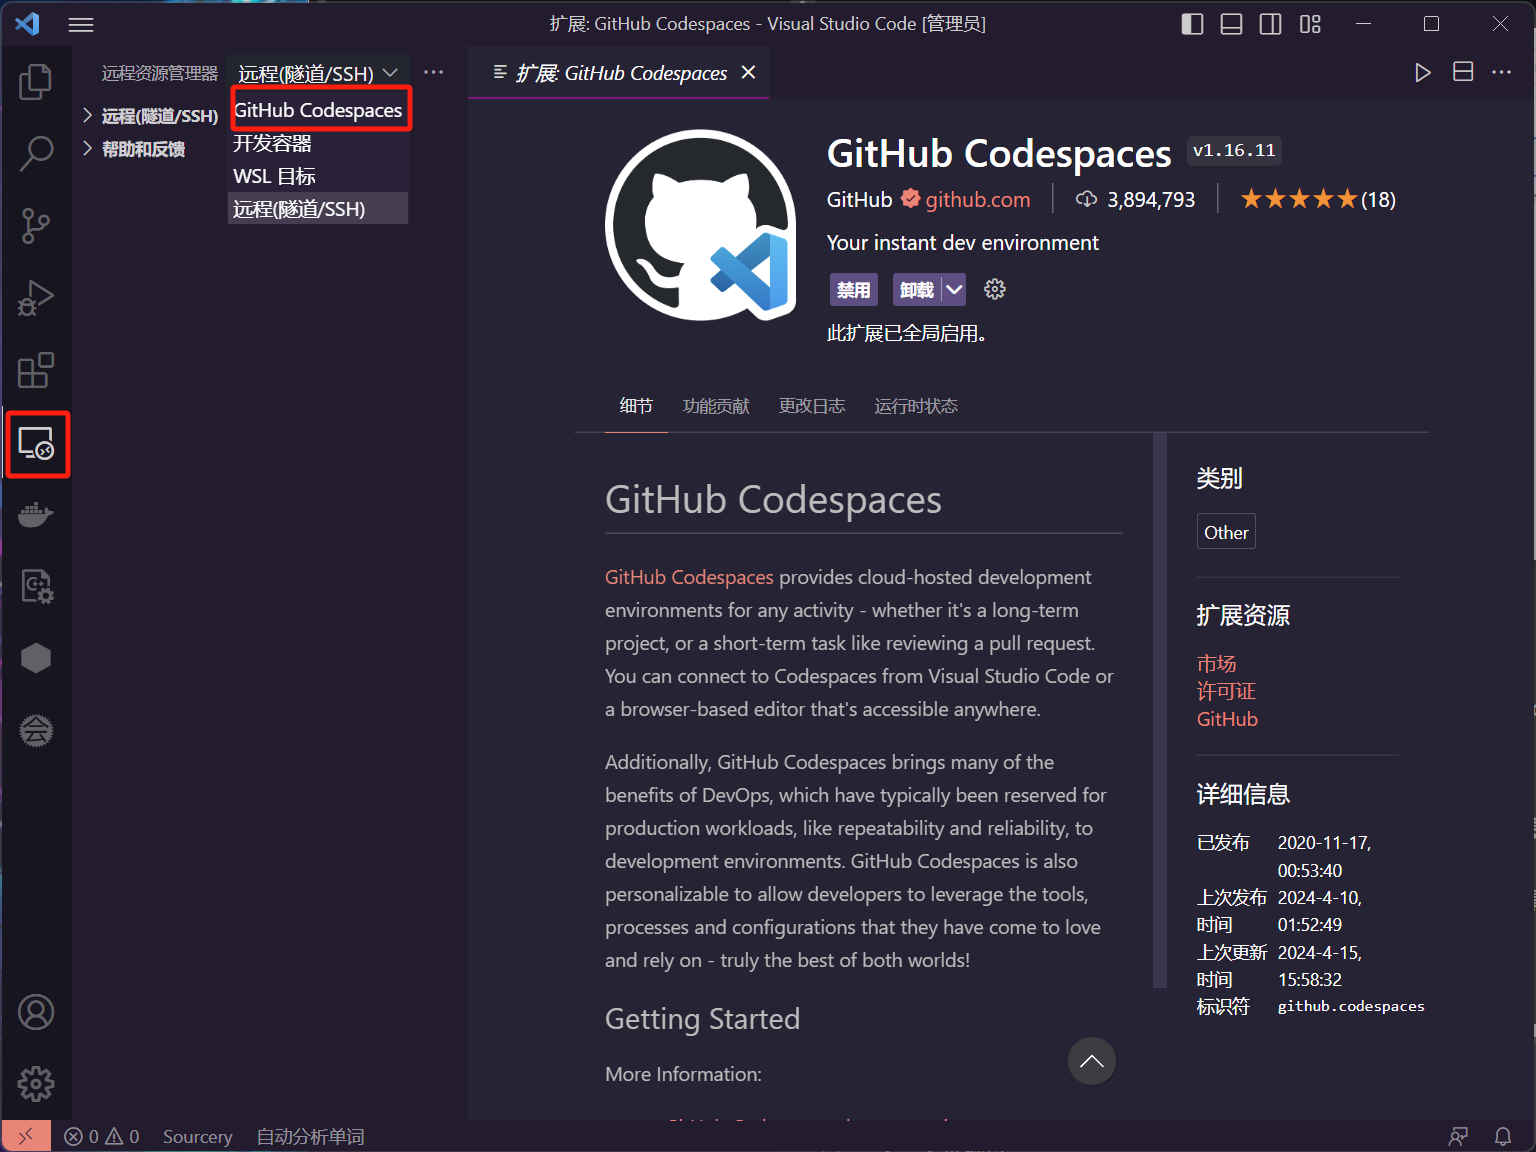 扩展: GitHub Codespaces - Visual Studio Code [管理员]
远程资源管理器
远程(隧道/SSH)
扩展: GitHub Codespaces
远程(隧道/SSH)
帮助和反馈
GitHub Codespaces
开发容器
WSL 目标
远程(隧道/SSH)
GitHub Codespaces
v1.16.11
GitHub
github.com
3,894,793
(18)
Your instant dev environment
禁用
卸载
此扩展已全局启用。
细节
功能贡献
更改日志
运行时状态
GitHub Codespaces
GitHub Codespaces provides cloud-hosted development
environments for any activity - whether it's a long-term
project, or a short-term task like reviewing a pull request.
You can connect to Codespaces from Visual Studio Code or
a browser-based editor that's accessible anywhere.
Additionally, GitHub Codespaces brings many of the
benefits of DevOps, which have typically been reserved for
production workloads, like repeatability and reliability, to
development environments. GitHub Codespaces is also
personalizable to allow developers to leverage the tools,
processes and configurations that they have come to love
and rely on - truly the best of both worlds!
Getting Started
More Information:
类别
Other
扩展资源
市场
许可证
GitHub
详细信息
已发布 2020-11-17,
00:53:40
上次发布 2024-4-10,
时间 01:52:49
上次更新 2024-4-15,
时间 15:58:32
标识符 github.codespaces
0
0
Sourcery
自动分析单词